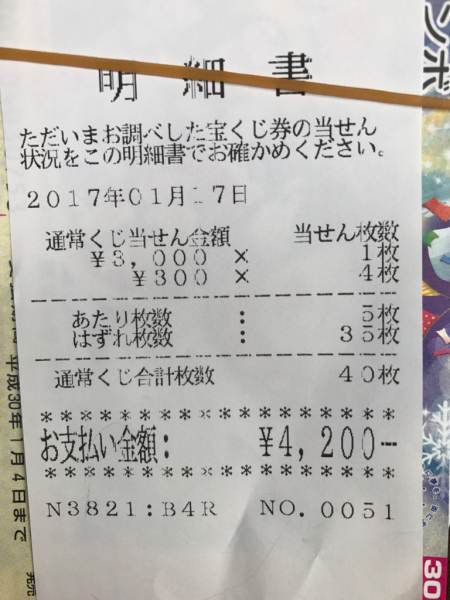 明細書
ただいまお調べした宝くじ券の当せん
状況をこの明細書でお確かめください。
2017年01月17日
通常くじ当せん金額 当せん枚数
¥3,000 × 1枚
¥300 × 4枚
あたり枚数 : 5枚
はずれ枚数 : 35枚
通常くじ合計枚数 40枚
********************
お支払い金額: ¥4,200-
********************
N3821:B4R NO.0051
平成30年1月4日まで
ンボ
30